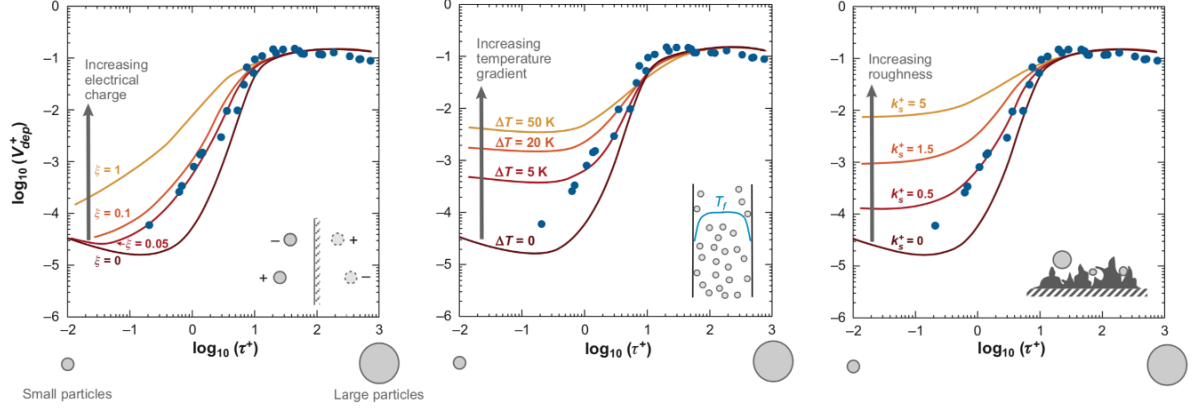 log10 (V+dep)
0
−1
−2
−3
−4
−5
−6
Increasing
electrical
charge
ξ = 1
ξ = 0.1
ξ = 0.05
ξ = 0
− +
+ −
−2 −1 0 1 2 3
log10 (τ+)
Small particles
Large particles
0
−1
−2
−3
−4
−5
−6
Increasing
temperature
gradient
ΔT = 50 K
ΔT = 20 K
ΔT = 5 K
ΔT = 0
Tf
−2 −1 0 1 2 3
log10 (τ+)
0
−1
−2
−3
−4
−5
−6
Increasing
roughness
ks+ = 5
ks+ = 1.5
ks+ = 0.5
ks+ = 0
−2 −1 0 1 2 3
log10 (τ+)